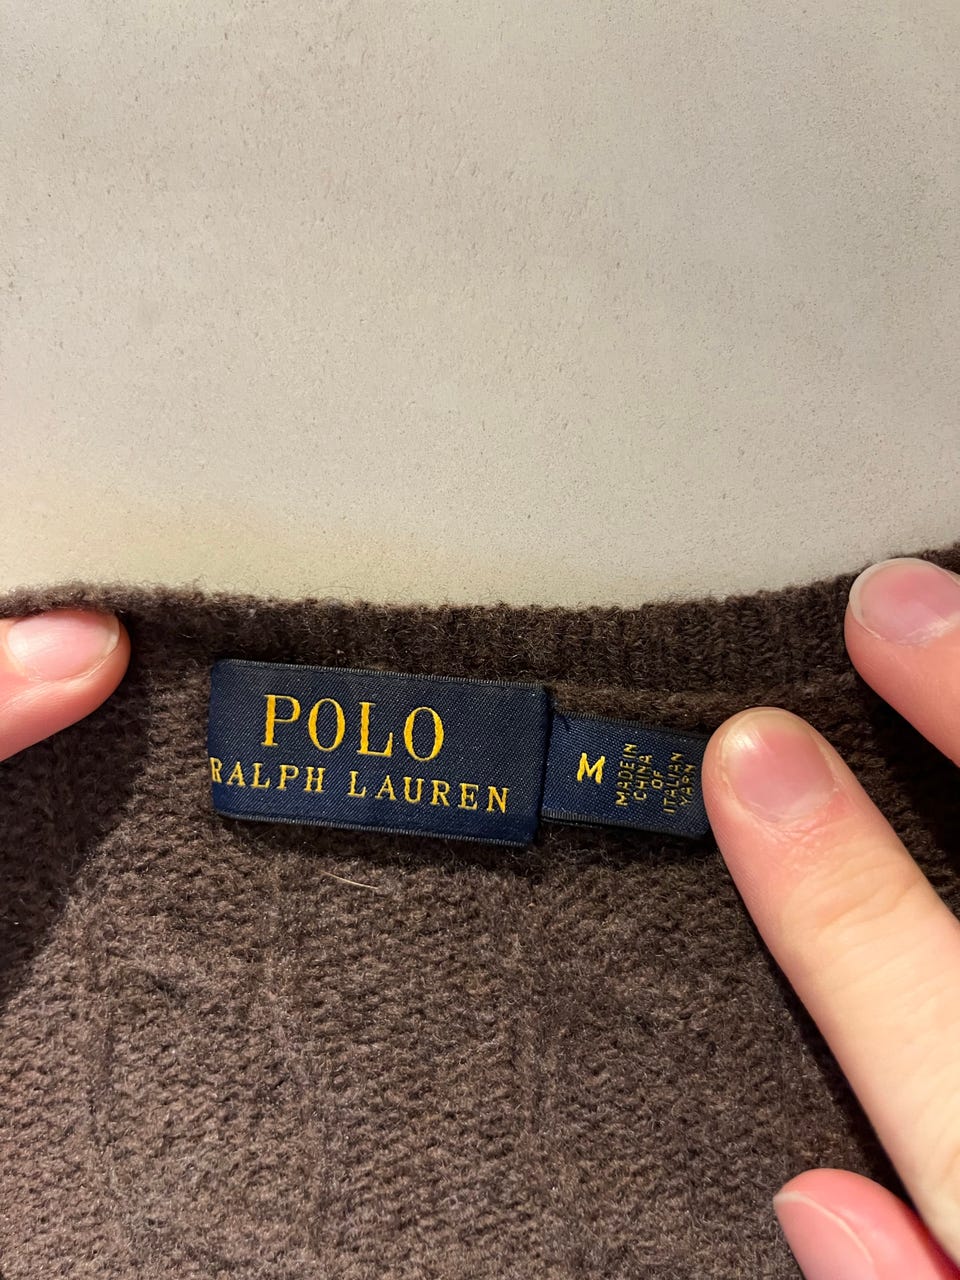 POLO
RALPH LAUREN
M
MADE IN
CHINA
OF
ITALIAN
YARN